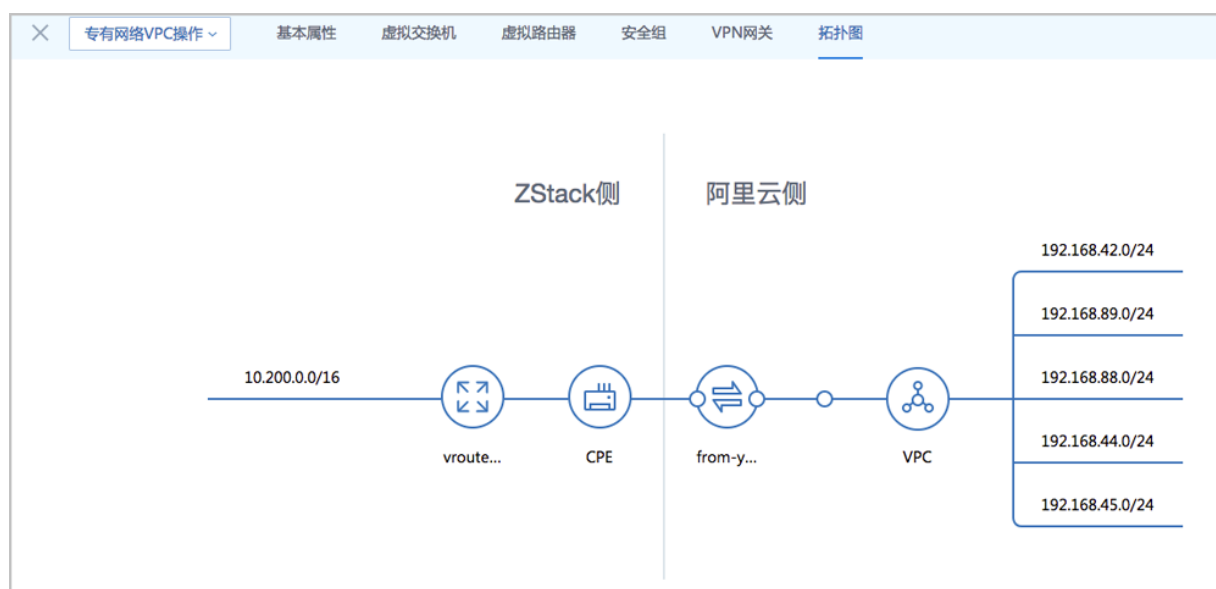 专有网络VPC操作 基本属性 虚拟交换机 虚拟路由器 安全组 VPN网关 拓扑图
ZStack侧 阿里云侧
192.168.42.0/24
192.168.89.0/24
10.200.0.0/16 192.168.88.0/24
192.168.44.0/24
vroute... CPE from-y... VPC
192.168.45.0/24